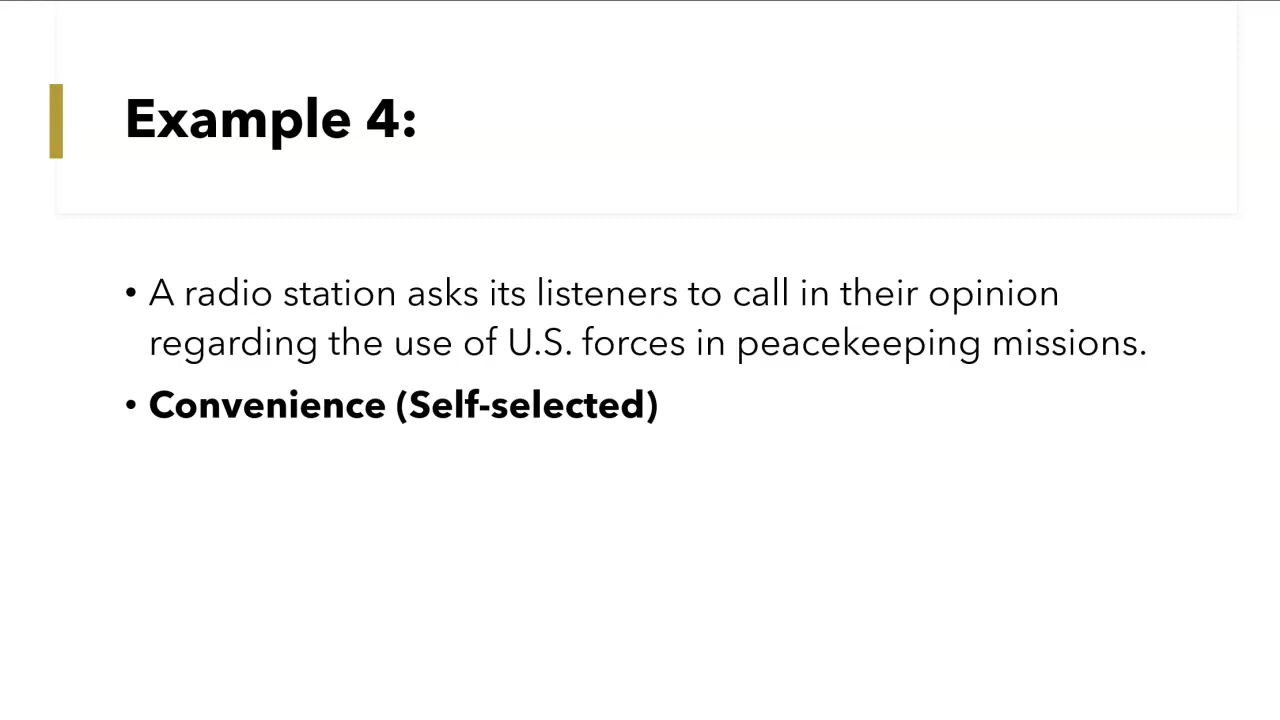 Example 4:
• A radio station asks its listeners to call in their opinion
regarding the use of U.S. forces in peacekeeping missions.
• Convenience (Self-selected)